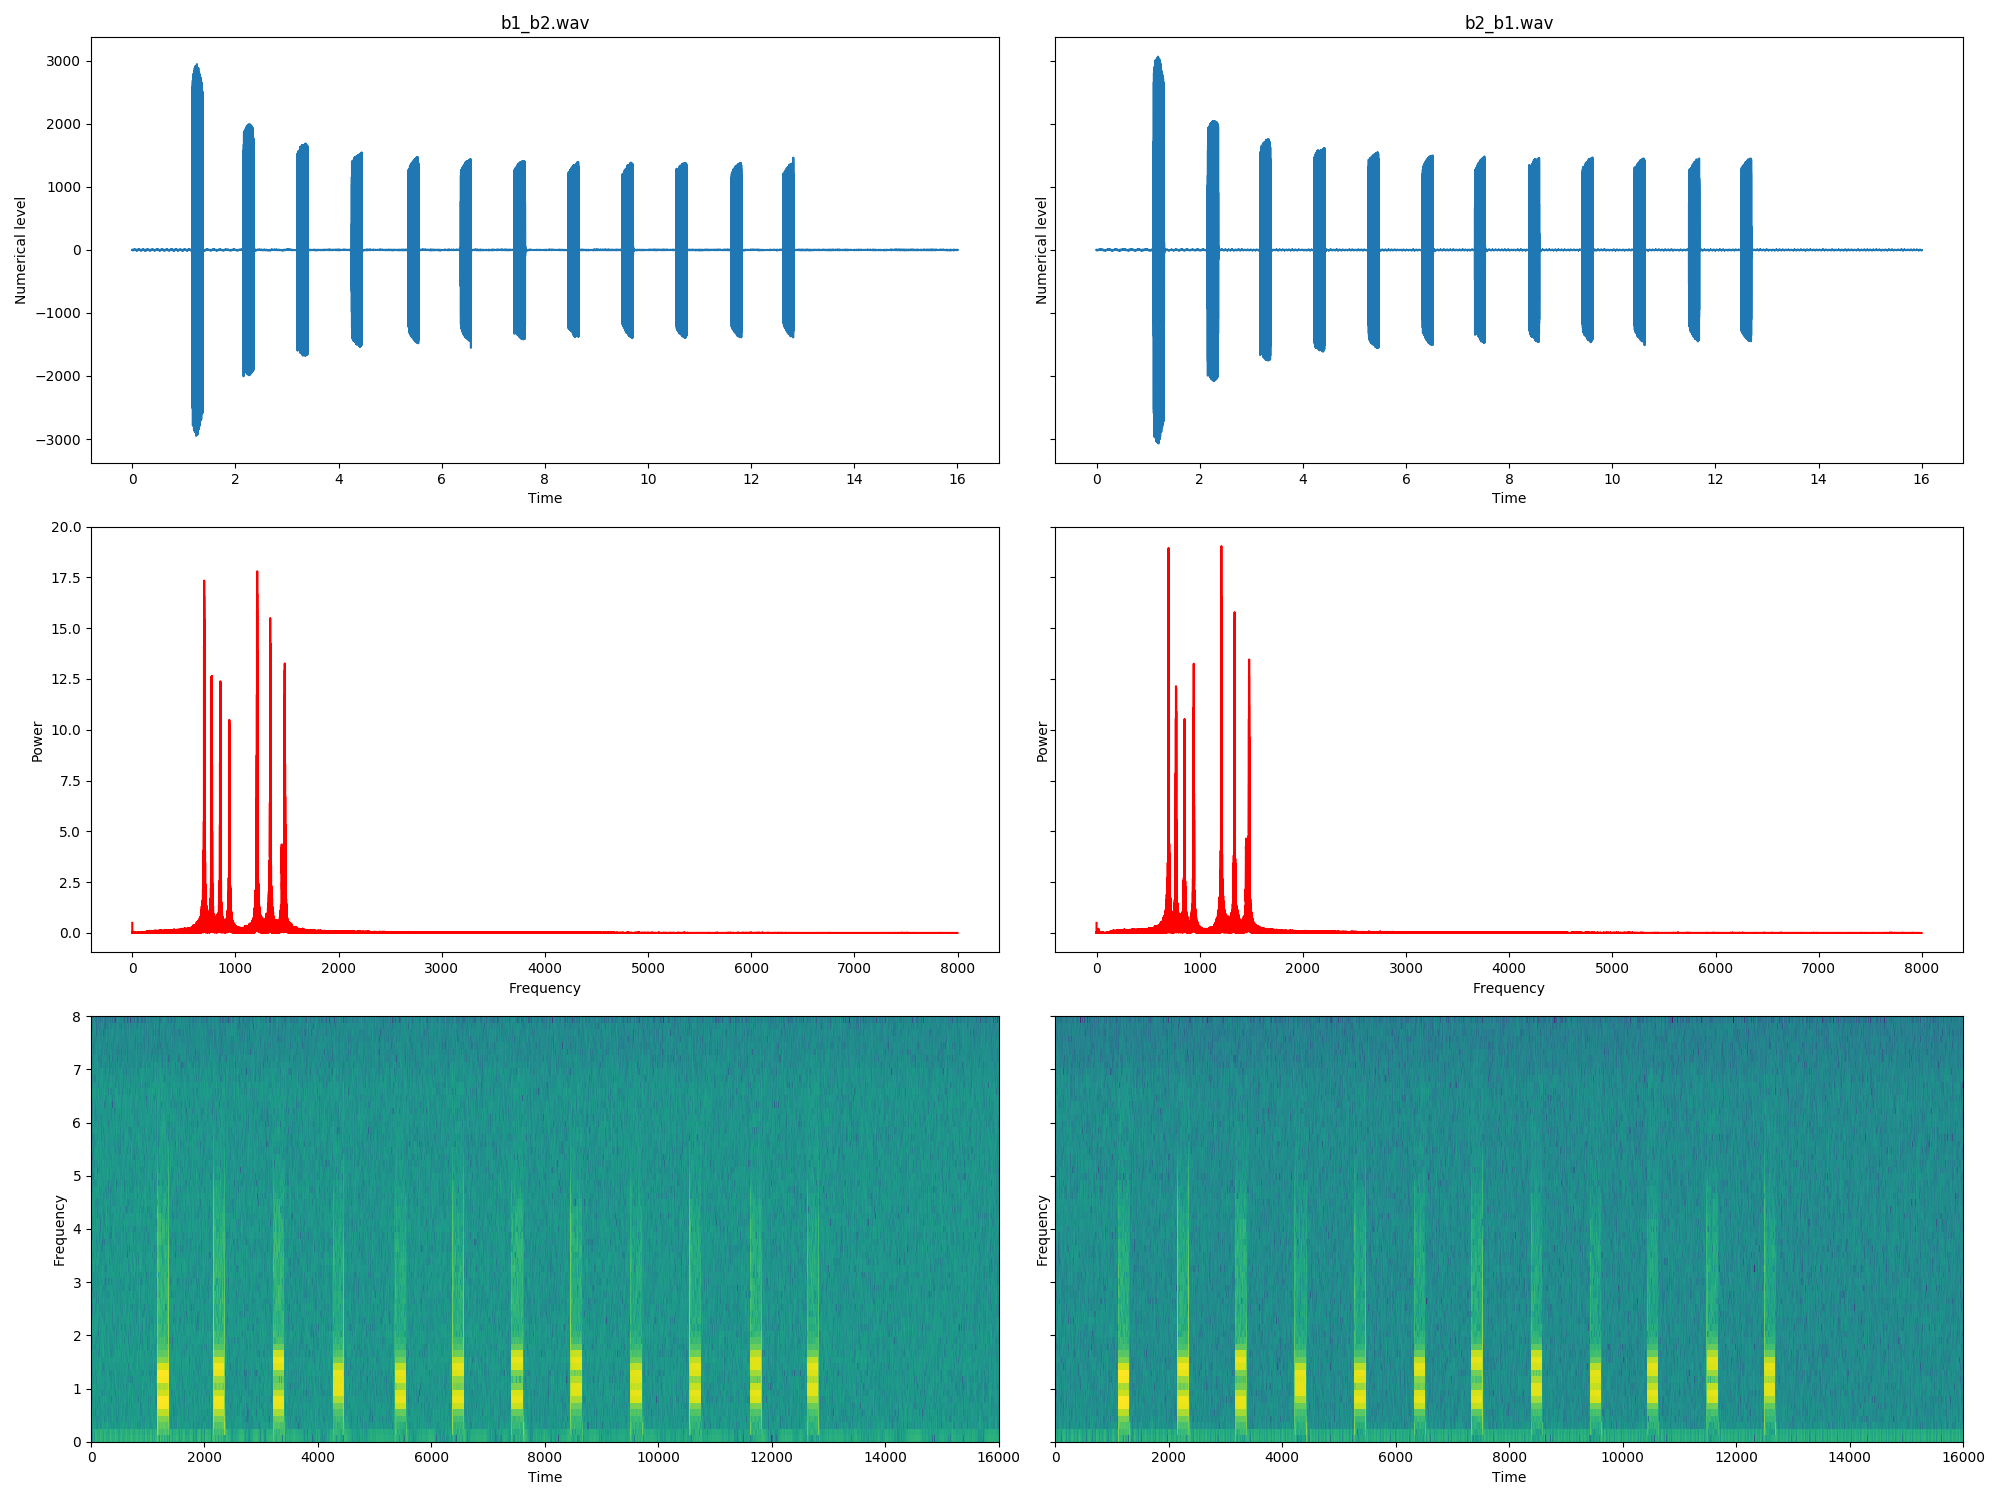 b1_b2.wav
b2_b1.wav
3000
2000
1000
0
−1000
−2000
−3000
Numerical level
Numerical level
0 2 4 6 8 10 12 14 16
0 2 4 6 8 10 12 14 16
Time
Time
20.0
17.5
15.0
12.5
10.0
7.5
5.0
2.5
0.0
Power
Power
0 1000 2000 3000 4000 5000 6000 7000 8000
0 1000 2000 3000 4000 5000 6000 7000 8000
Frequency
Frequency
8
7
6
5
4
3
2
1
0
Frequency
Frequency
0 2000 4000 6000 8000 10000 12000 14000 16000
0 2000 4000 6000 8000 10000 12000 14000 16000
Time
Time